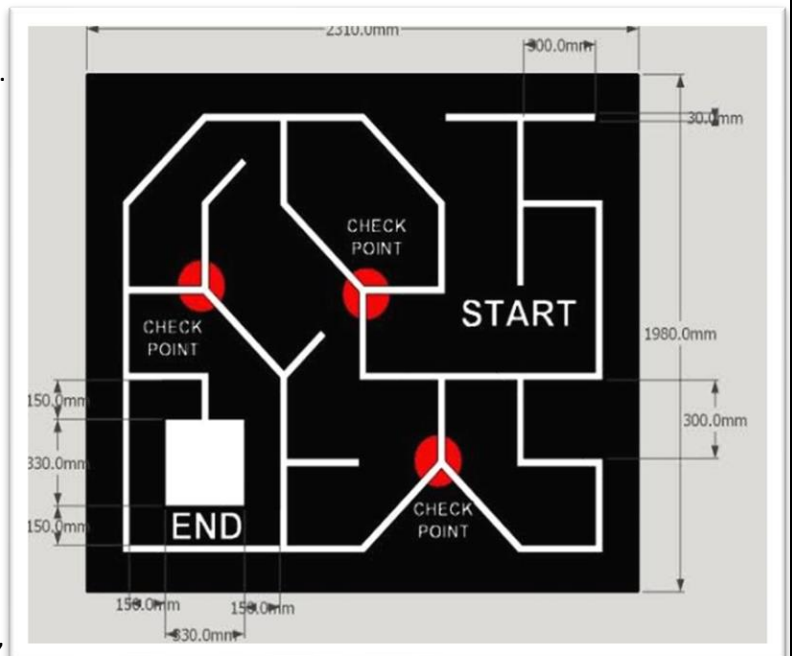 2310.0mm
300.0mm
30.0mm
CHECK
POINT
START
CHECK
POINT
1980.0mm
150.0mm
300.0mm
330.0mm
CHECK
POINT
150.0mm
END
150.0mm
150.0mm
330.0mm